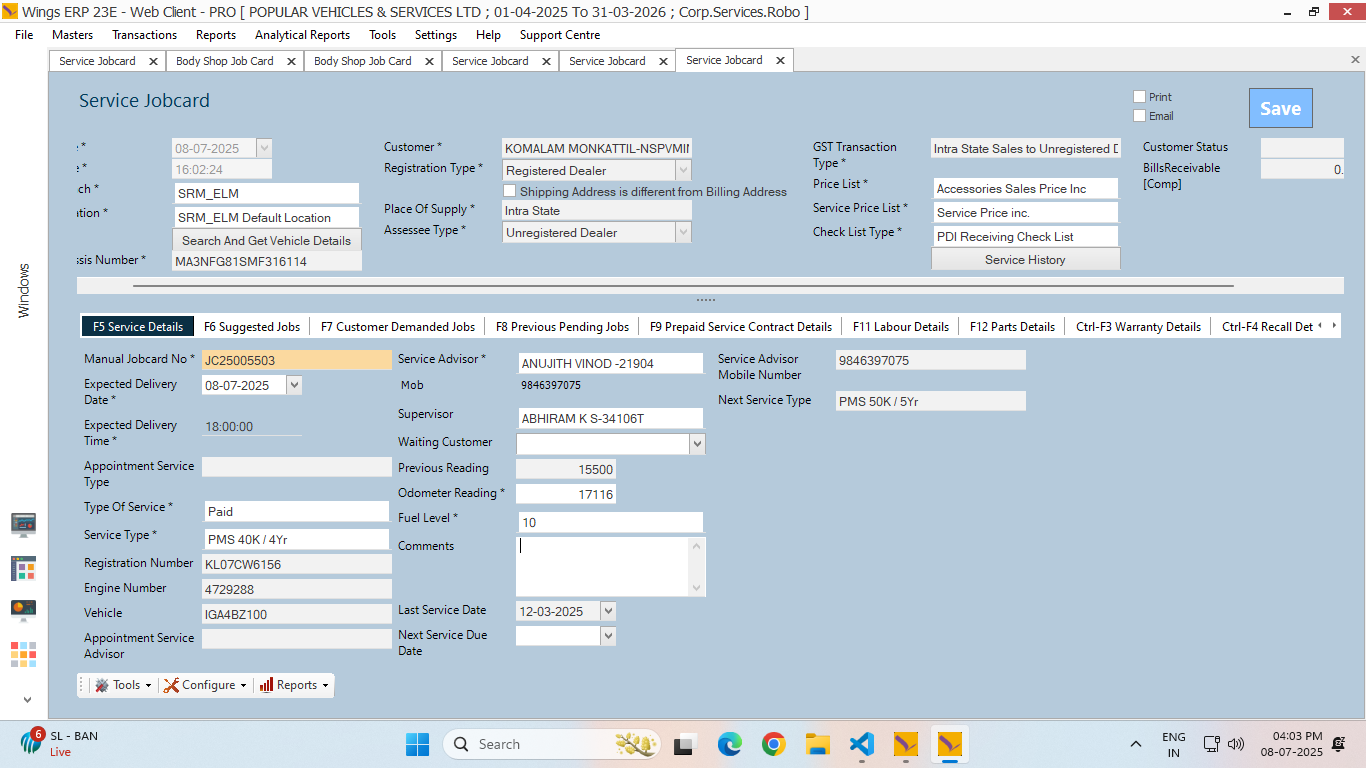 Wings ERP 23E - Web Client - PRO [ POPULAR VEHICLES & SERVICES LTD ; 01-04-2025 To 31-03-2026 ; Corp.Services.Robo ]
File Masters Transactions Reports Analytical Reports Tools Settings Help Support Centre
Service Jobcard Body Shop Job Card Body Shop Job Card Service Jobcard Service Jobcard Service Jobcard
Service Jobcard
Print
Email
Save
* 08-07-2025
* 16:02:24
ch * SRM_ELM
tion * SRM_ELM Default Location
Search And Get Vehicle Details
ssis Number * MA3NFG81SMF316114
Customer * KOMALAM MONKATTIL-NSPVMI
Registration Type * Registered Dealer
Shipping Address is different from Billing Address
Place Of Supply * Intra State
Assessee Type * Unregistered Dealer
GST Transaction
Type * Intra State Sales to Unregistered D
Price List * Accessories Sales Price Inc
Service Price List * Service Price inc.
Check List Type * PDI Receiving Check List
Service History
Customer Status
BillsReceivable
[Comp] 0.
Windows
F5 Service Details F6 Suggested Jobs F7 Customer Demanded Jobs F8 Previous Pending Jobs F9 Prepaid Service Contract Details F11 Labour Details F12 Parts Details Ctrl-F3 Warranty Details Ctrl-F4 Recall Det
Manual Jobcard No * JC25005503
Expected Delivery
Date * 08-07-2025
Expected Delivery
Time * 18:00:00
Appointment Service
Type
Type Of Service * Paid
Service Type * PMS 40K / 4Yr
Registration Number KL07CW6156
Engine Number 4729288
Vehicle IGA4BZ100
Appointment Service
Advisor
Service Advisor * ANUJITH VINOD -21904
Mob 9846397075
Supervisor ABHIRAM K S-34106T
Waiting Customer
Previous Reading 15500
Odometer Reading * 17116
Fuel Level * 10
Comments
Last Service Date 12-03-2025
Next Service Due
Date
Service Advisor
Mobile Number 9846397075
Next Service Type PMS 50K / 5Yr
Tools Configure Reports
6
SL - BAN
Live
Search
ENG
IN
04:03 PM
08-07-2025